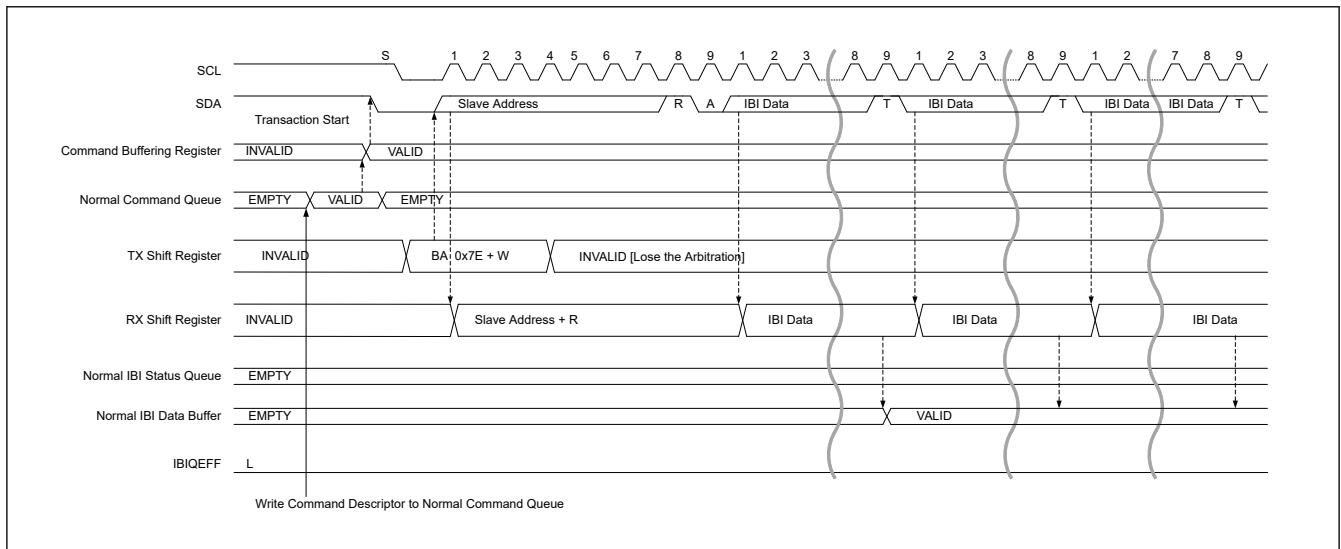 S 1 2 3 4 5 6 7 8 9 1 2 3 8 9 1 2 3 8 9 1 2 7 8 9
SCL
SDA Slave Address R A IBI Data T IBI Data T IBI Data IBI Data T
Transaction Start
Command Buffering Register INVALID VALID
Normal Command Queue EMPTY VALID EMPTY
TX Shift Register INVALID BA 0x7E + W INVALID [Lose the Arbitration]
RX Shift Register INVALID Slave Address + R IBI Data IBI Data IBI Data
Normal IBI Status Queue EMPTY
Normal IBI Data Buffer EMPTY VALID
IBIQEFF L
Write Command Descriptor to Normal Command Queue